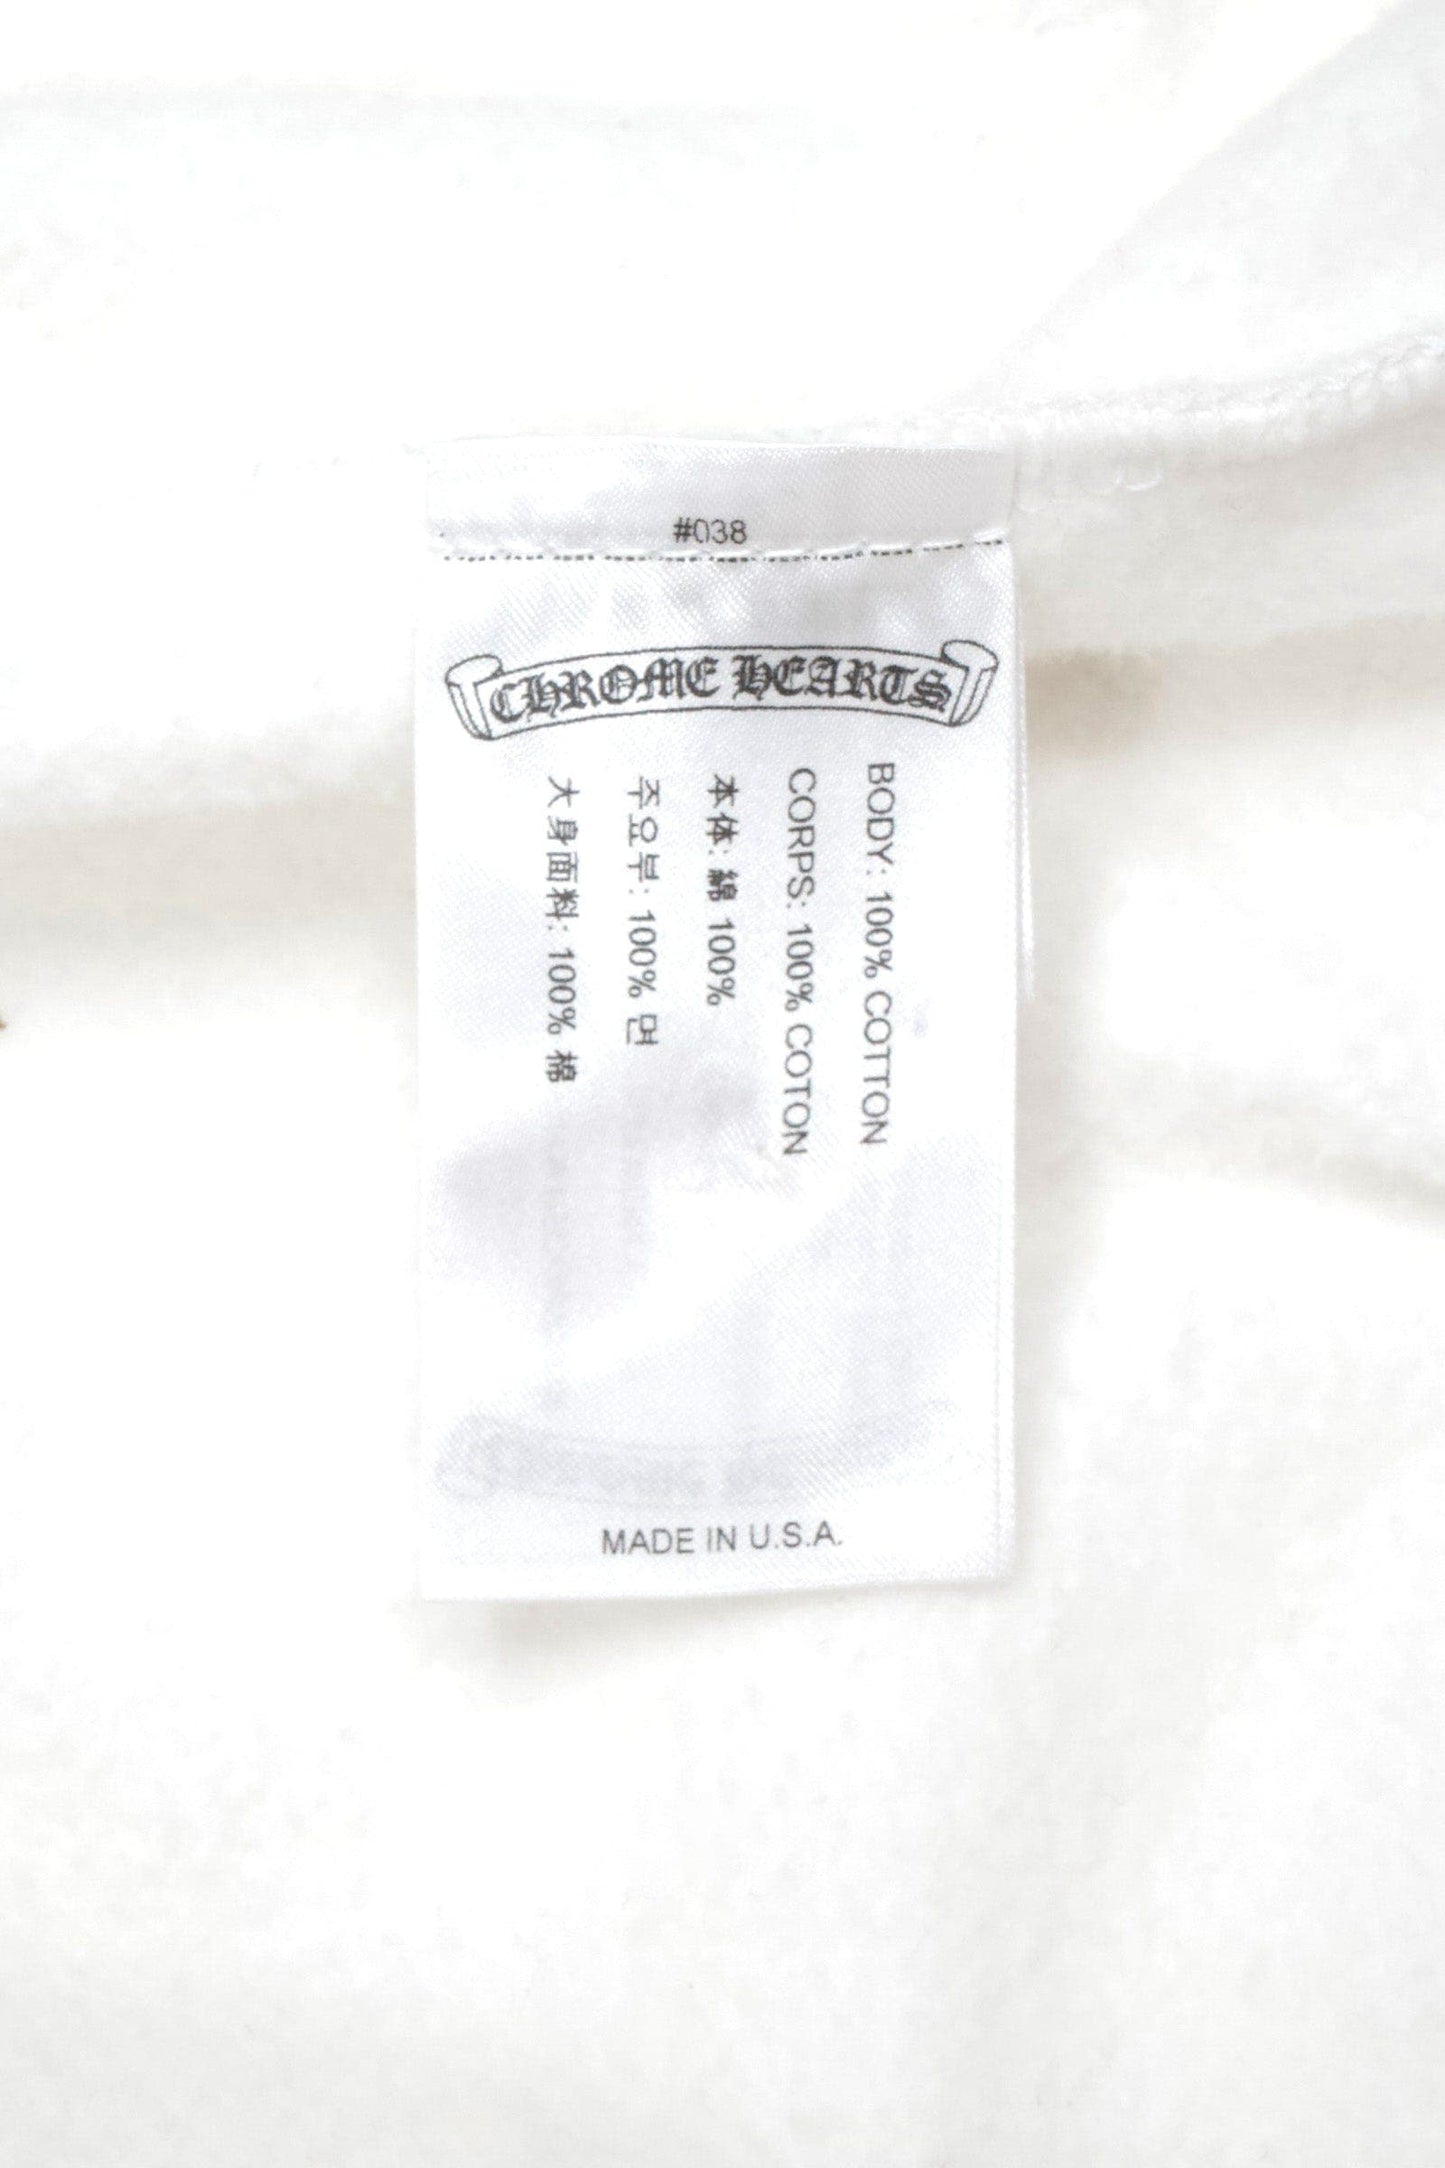 #038
CHROME HEARTS
BODY: 100% COTTON
CORPS: 100% COTON
本体: 綿 100%
주요부: 100% 면
大身面料: 100% 棉
MADE IN U.S.A.